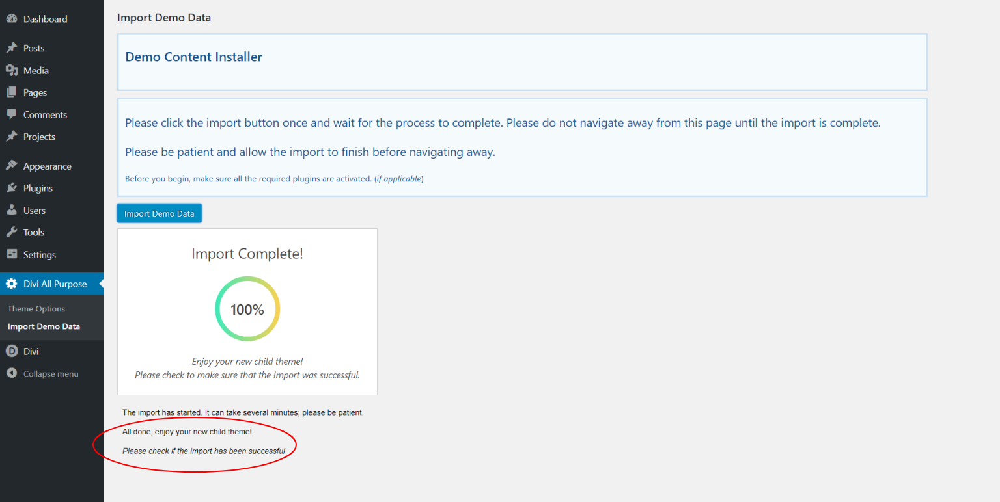 Dashboard
Posts
Media
Pages
Comments
Projects
Appearance
Plugins
Users
Tools
Settings
Divi All Purpose
Theme Options
Import Demo Data
D Divi
Collapse menu
Import Demo Data
Demo Content Installer
Please click the import button once and wait for the process to complete. Please do not navigate away from this page until the import is complete.
Please be patient and allow the import to finish before navigating away.
Before you begin, make sure all the required plugins are activated. (if applicable)
Import Demo Data
Import Complete!
100%
Enjoy your new child theme!
Please check to make sure that the import was successful.
The import has started. It can take several minutes; please be patient.
All done, enjoy your new child theme!
Please check if the import has been successful